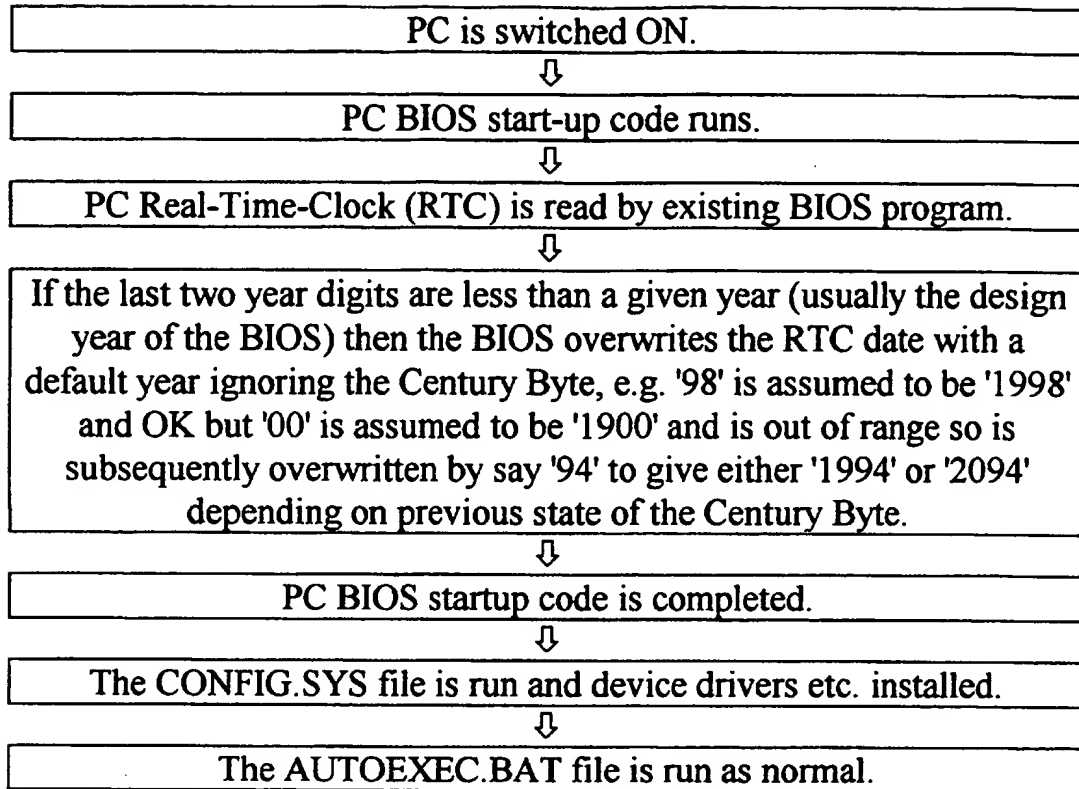 PC is switched ON.
PC BIOS start-up code runs.
PC Real-Time-Clock (RTC) is read by existing BIOS program.
If the last two year digits are less than a given year (usually the design
year of the BIOS) then the BIOS overwrites the RTC date with a
default year ignoring the Century Byte, e.g. '98' is assumed to be '1998'
and OK but '00' is assumed to be '1900' and is out of range so is
subsequently overwritten by say '94' to give either '1994' or '2094'
depending on previous state of the Century Byte.
PC BIOS startup code is completed.
The CONFIG.SYS file is run and device drivers etc. installed.
The AUTOEXEC.BAT file is run as normal.